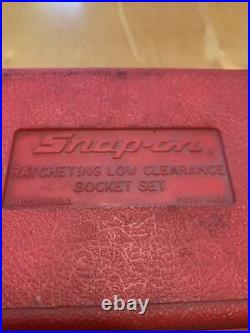 Snap-on
RATCHETING LOW CLEARANCE
SOCKET SET